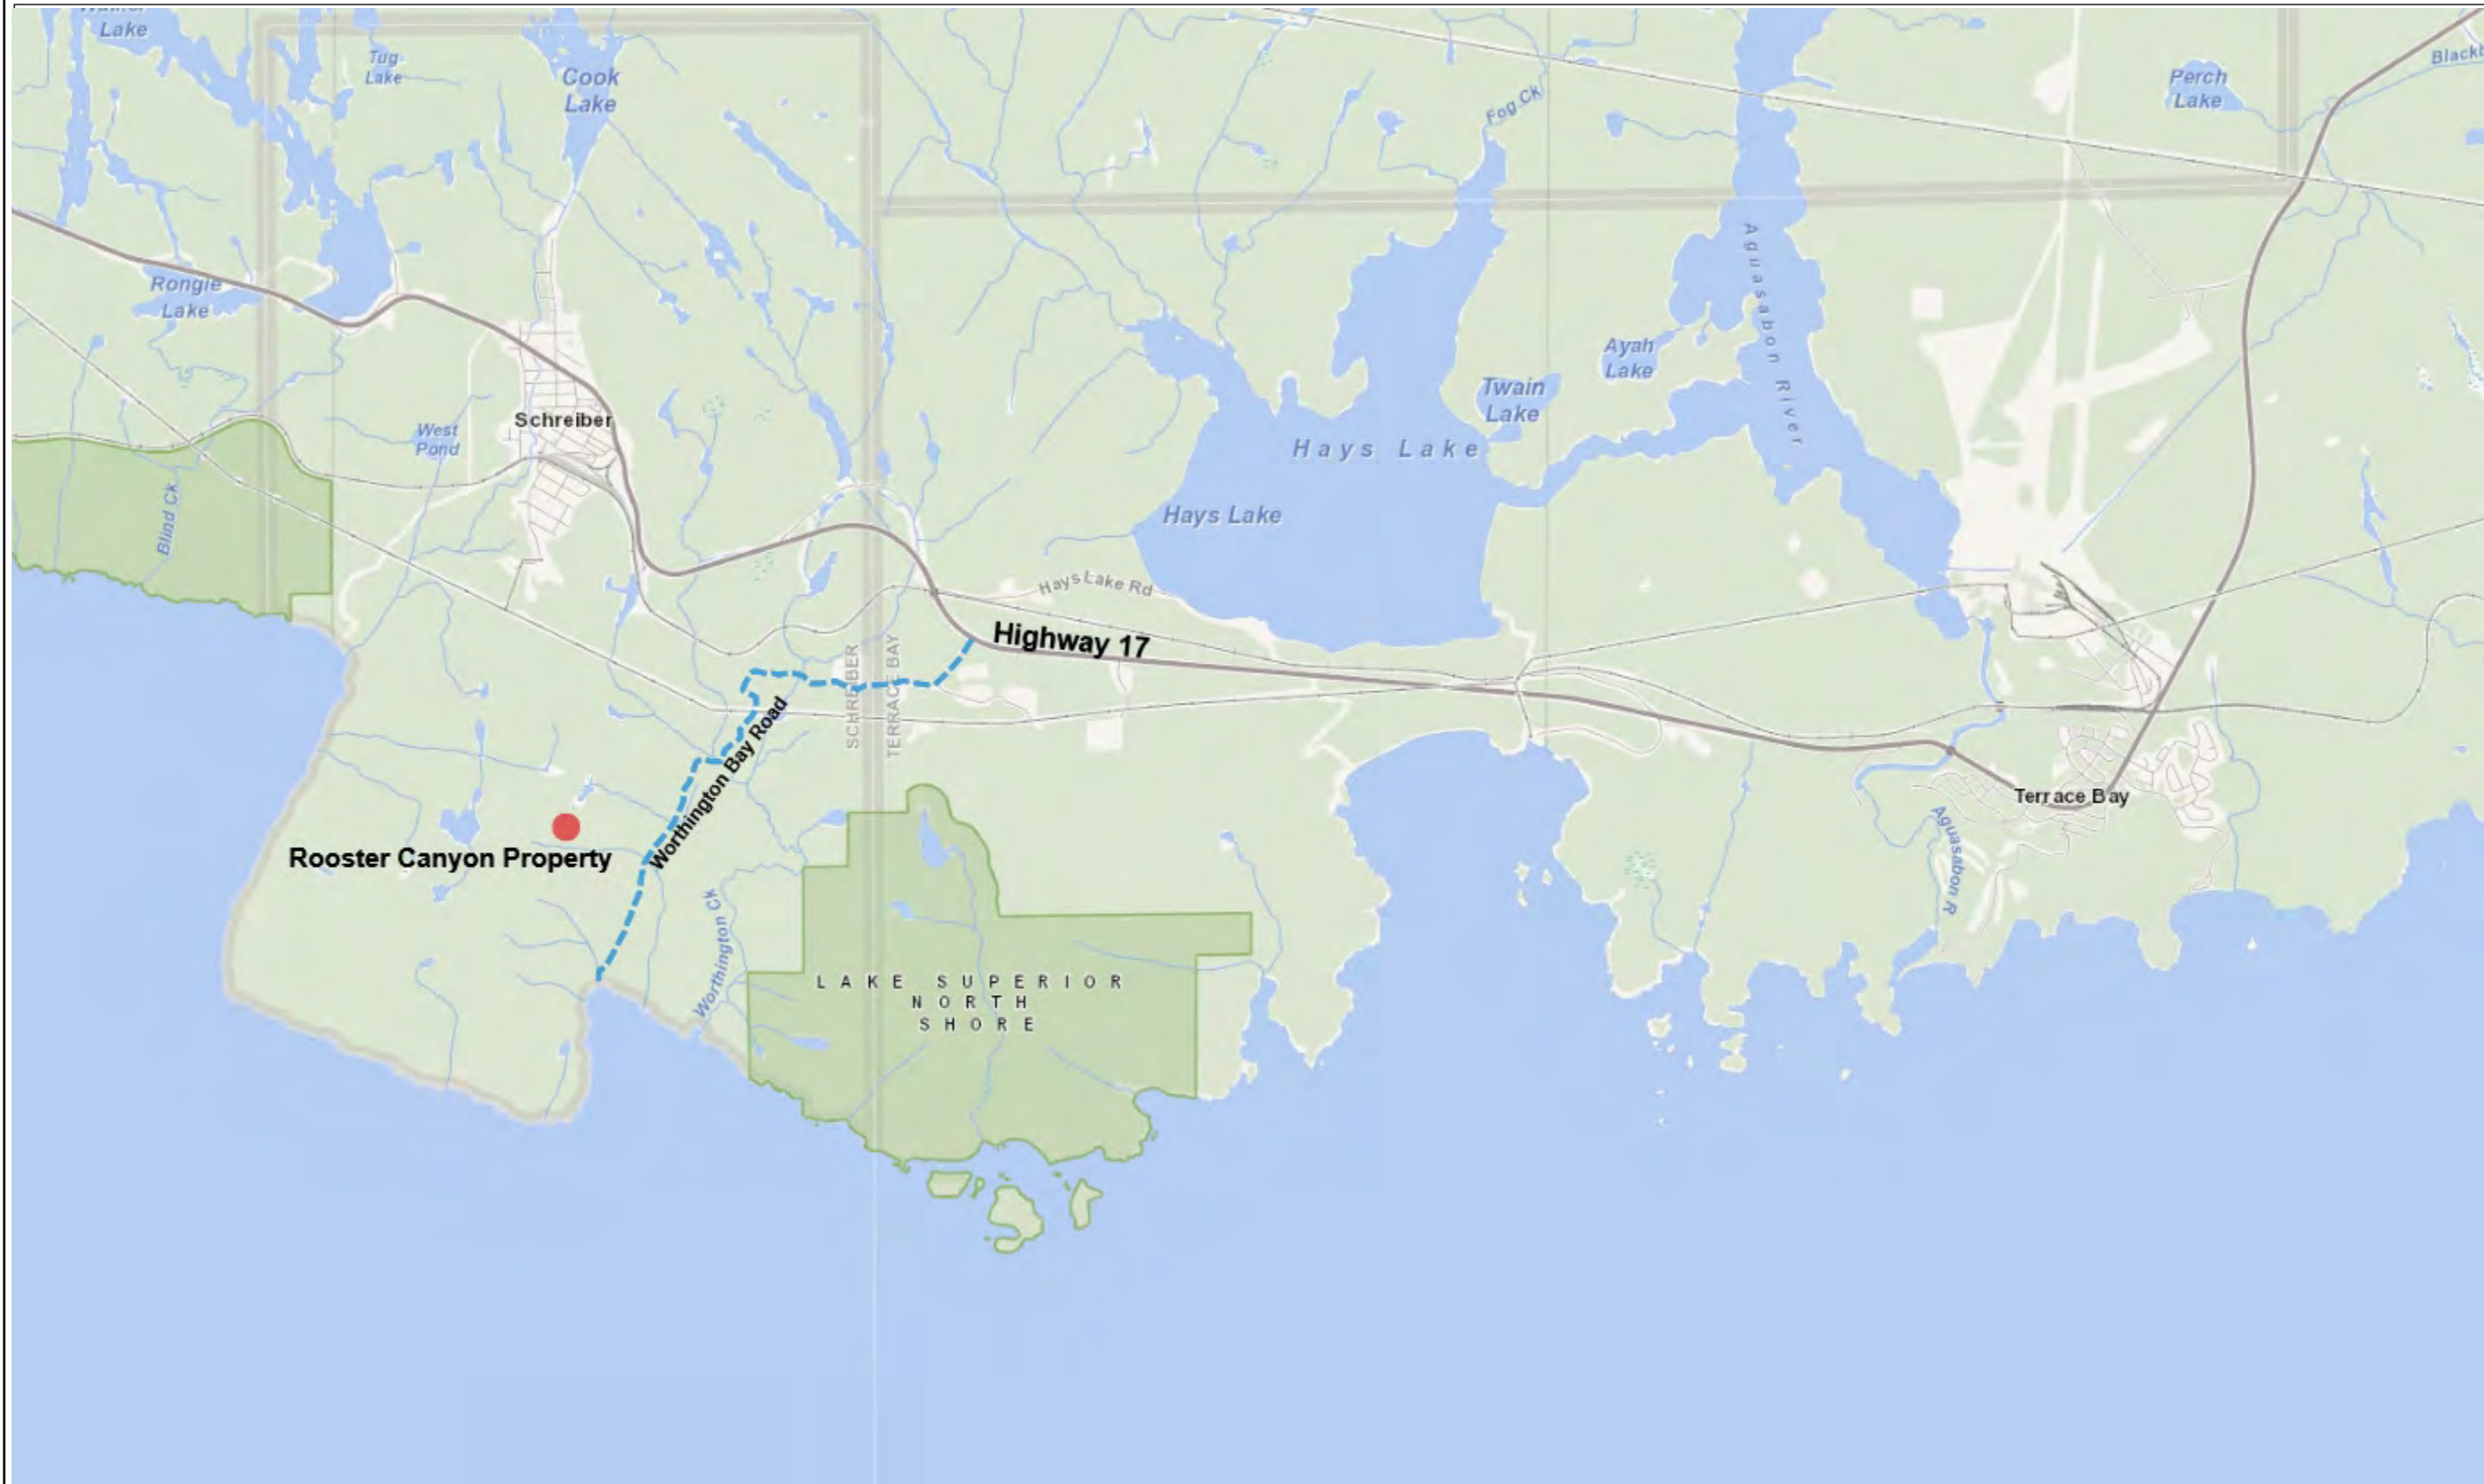 Lake
Tug
Lake
Cook
Lake
Fog Ck
Perch
Lake
Rongie
Lake
Aguasabon River
Ayah
Lake
Twain
Lake
Schreiber
West
Pond
Hays Lake
Hays Lake
Blind Ck
Hays Lake Rd
Highway 17
SCHREIBER
TERRACE BAY
Worthington Bay Road
Terrace Bay
Aguasabon R
Rooster Canyon Property
Worthington Ck
LAKE SUPERIOR
NORTH
SHORE